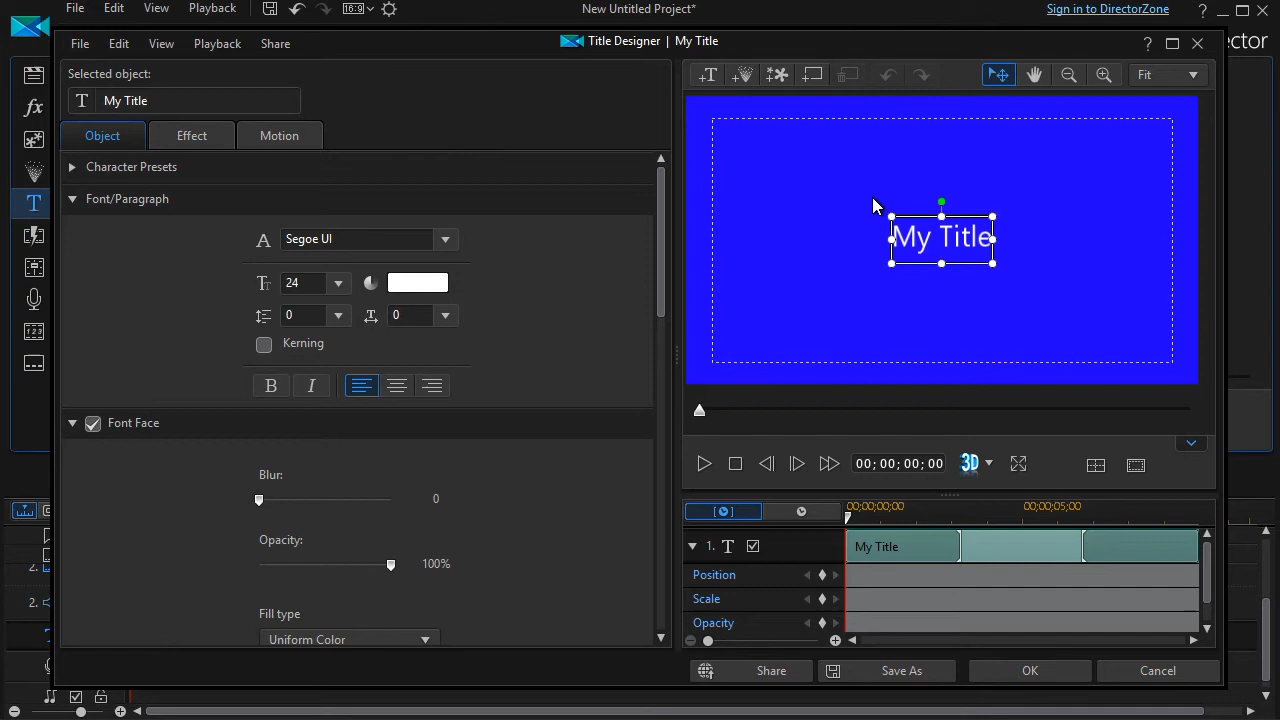 File Edit View Playback 16:9 New Untitled Project* Sign in to DirectorZone ?
ector
Title Designer | My Title
File Edit View Playback Share ?
Selected object:
T My Title
Fit
Object Effect Motion
Character Presets
Font/Paragraph
A Segoe UI
24
0 0
Kerning
B I
Font Face
Blur:
0
Opacity:
100%
Fill type
Uniform Color
My Title
00; 00; 00; 00 3D
00;00;00;00 00;00;05;00
1. T My Title
Position
Scale
Opacity
2.
2.
Share Save As OK Cancel